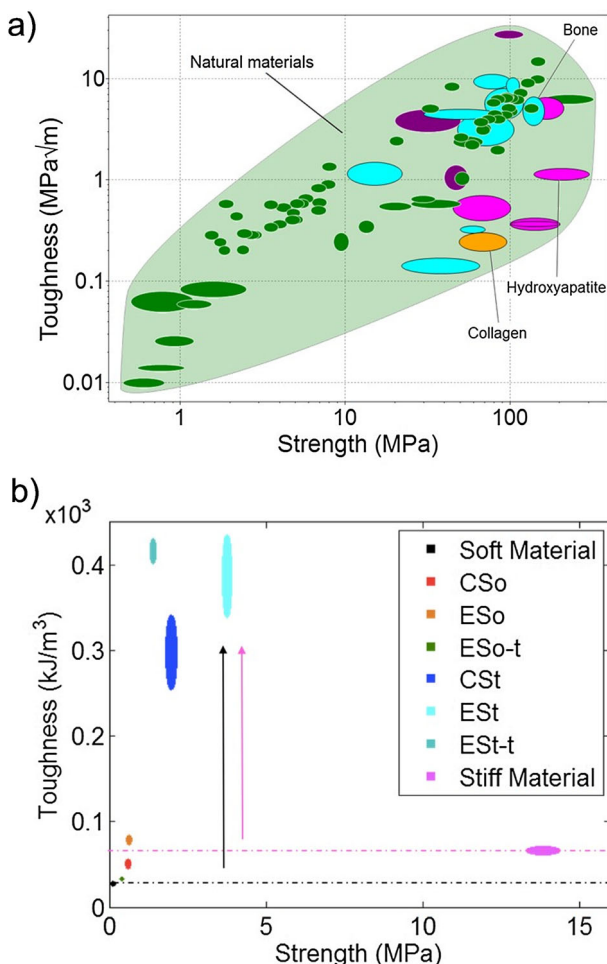 a)
Natural materials
Bone
10
1
0.1
0.01
Toughness (MPa√m)
Hydroxyapatite
Collagen
1
10
100
Strength (MPa)
b)
x10³
0.4
0.3
0.2
0.1
0
Toughness (kJ/m³)
Soft Material
CSo
ESo
ESo-t
CSt
ESt
ESt-t
Stiff Material
0
5
10
15
Strength (MPa)